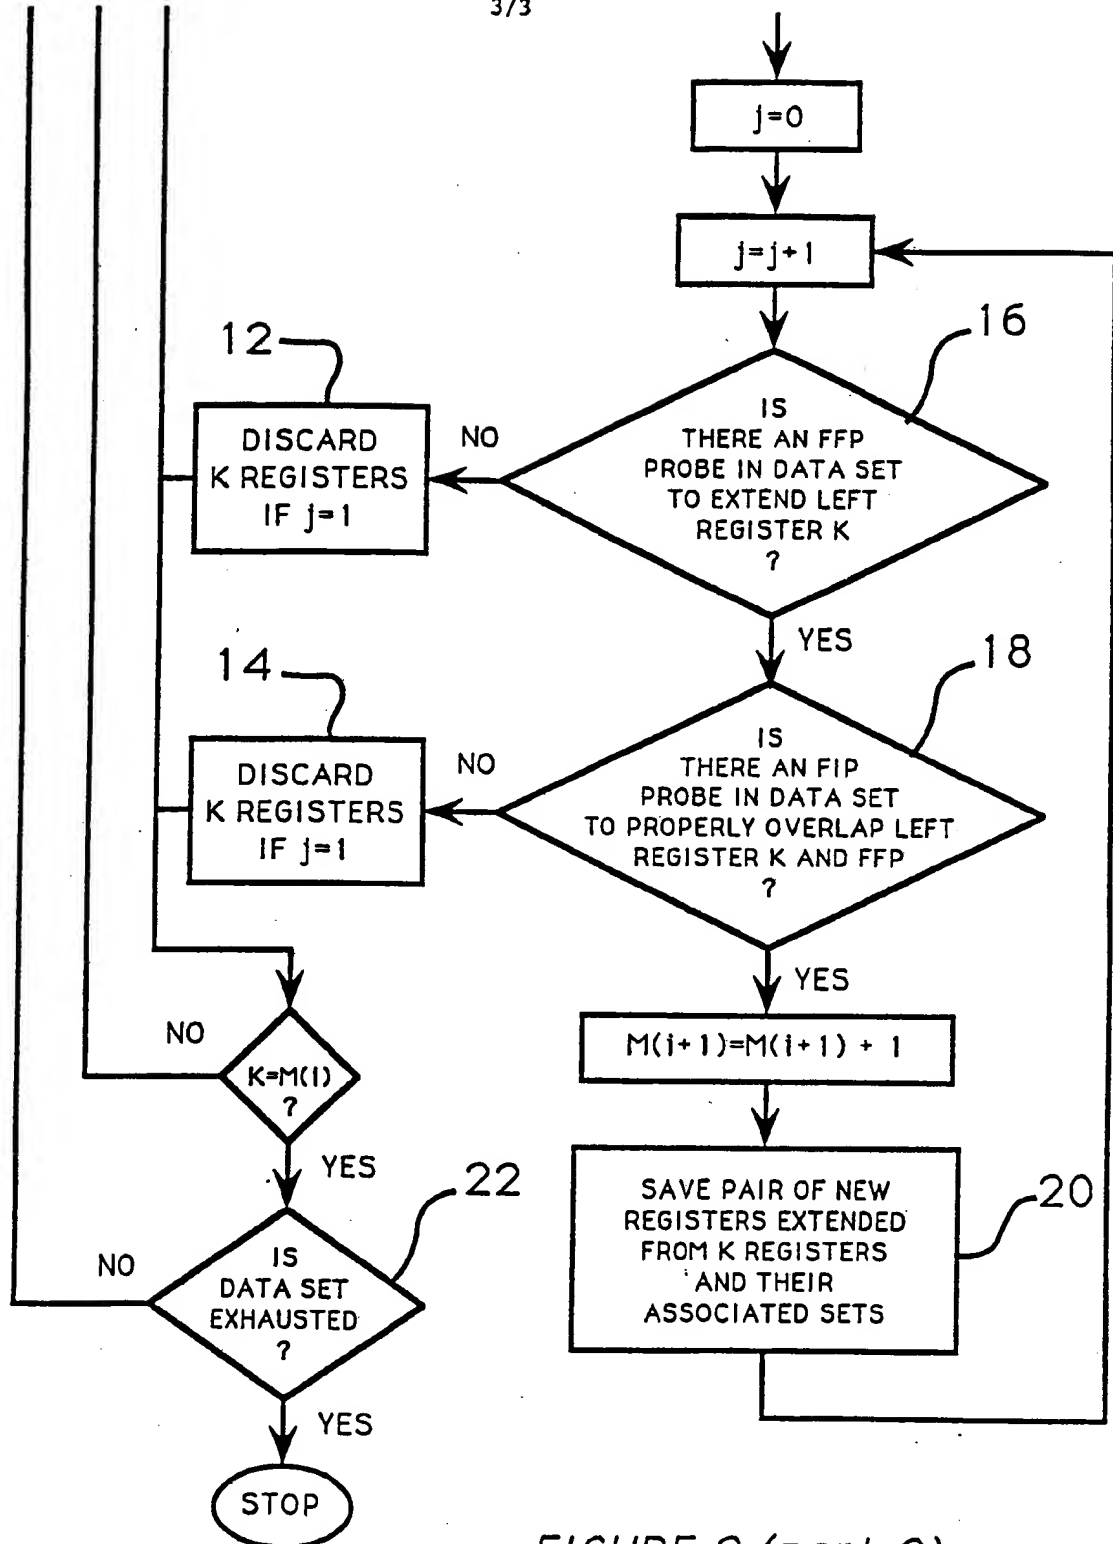 3/3
j=0
j=j+1
16
12
IS
THERE AN FFP
PROBE IN DATA SET
TO EXTEND LEFT
REGISTER K
?
NO
DISCARD
K REGISTERS
IF j=1
YES
18
14
IS
THERE AN FIP
PROBE IN DATA SET
TO PROPERLY OVERLAP LEFT
REGISTER K AND FFP
?
NO
DISCARD
K REGISTERS
IF j=1
YES
NO
K=M(i)
?
M(i+1)=M(i+1) + 1
YES
22
SAVE PAIR OF NEW
REGISTERS EXTENDED
FROM K REGISTERS
AND THEIR
ASSOCIATED SETS
20
NO
IS
DATA SET
EXHAUSTED
?
YES
STOP